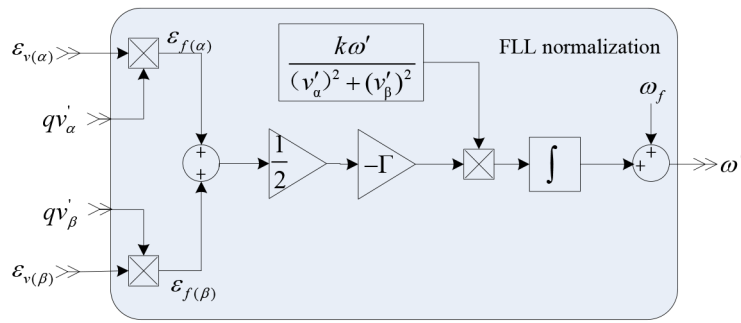 ε_{v(α)}
ε_{f(α)}
qv'_α
kω'
(v'_α)² + (v'_β)²
FLL normalization
ω_f
+
+
1
2
−Γ
∫
+
+
ω
qv'_β
ε_{v(β)}
ε_{f(β)}